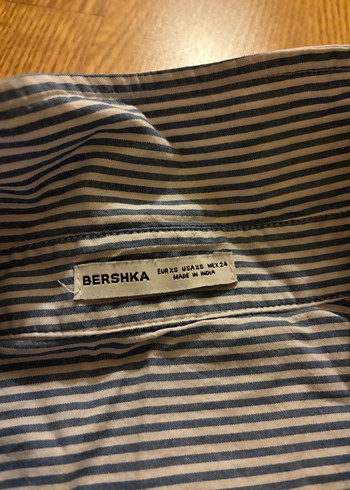 BERSHKA
EUR XS USA XS MEX 24
MADE IN INDIA